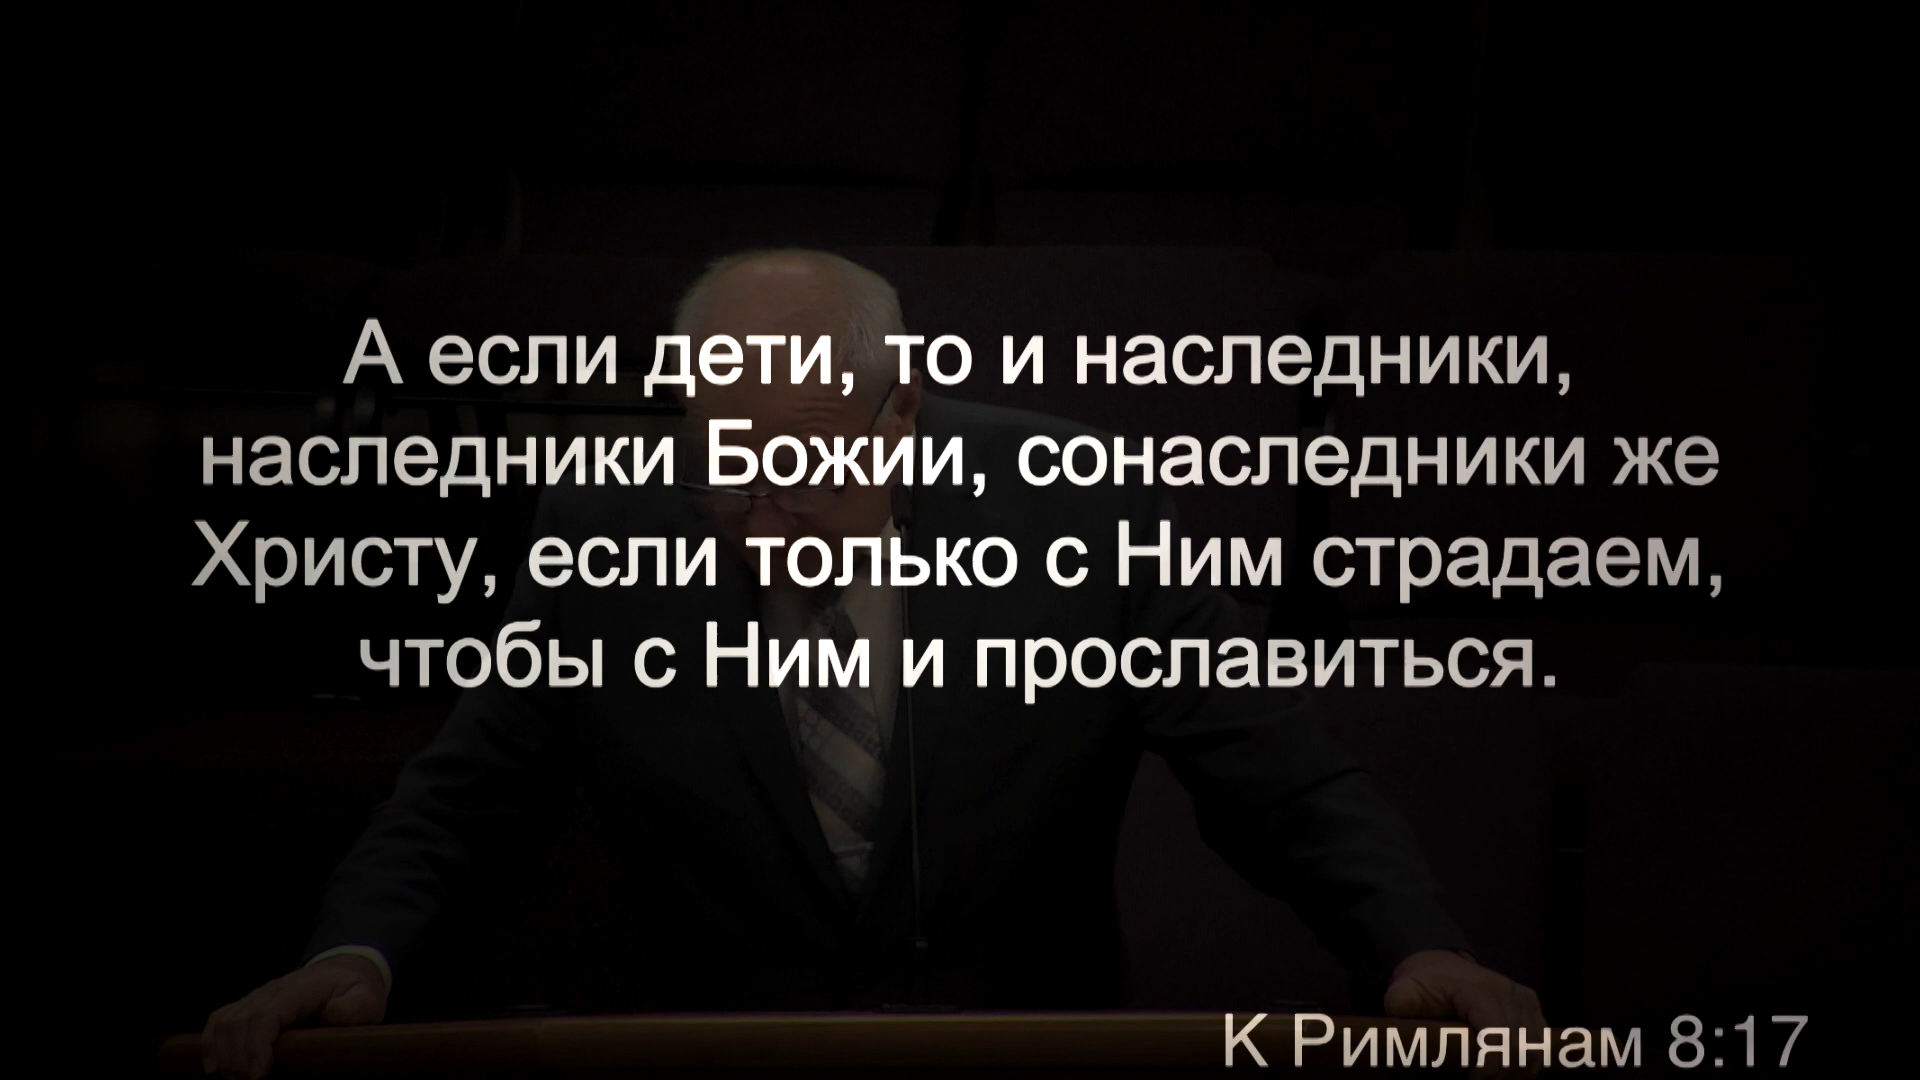 А если дети, то и наследники,
наследники Божии, сонаследники же
Христу, если только с Ним страдаем,
чтобы с Ним и прославиться.
К Римлянам 8:17